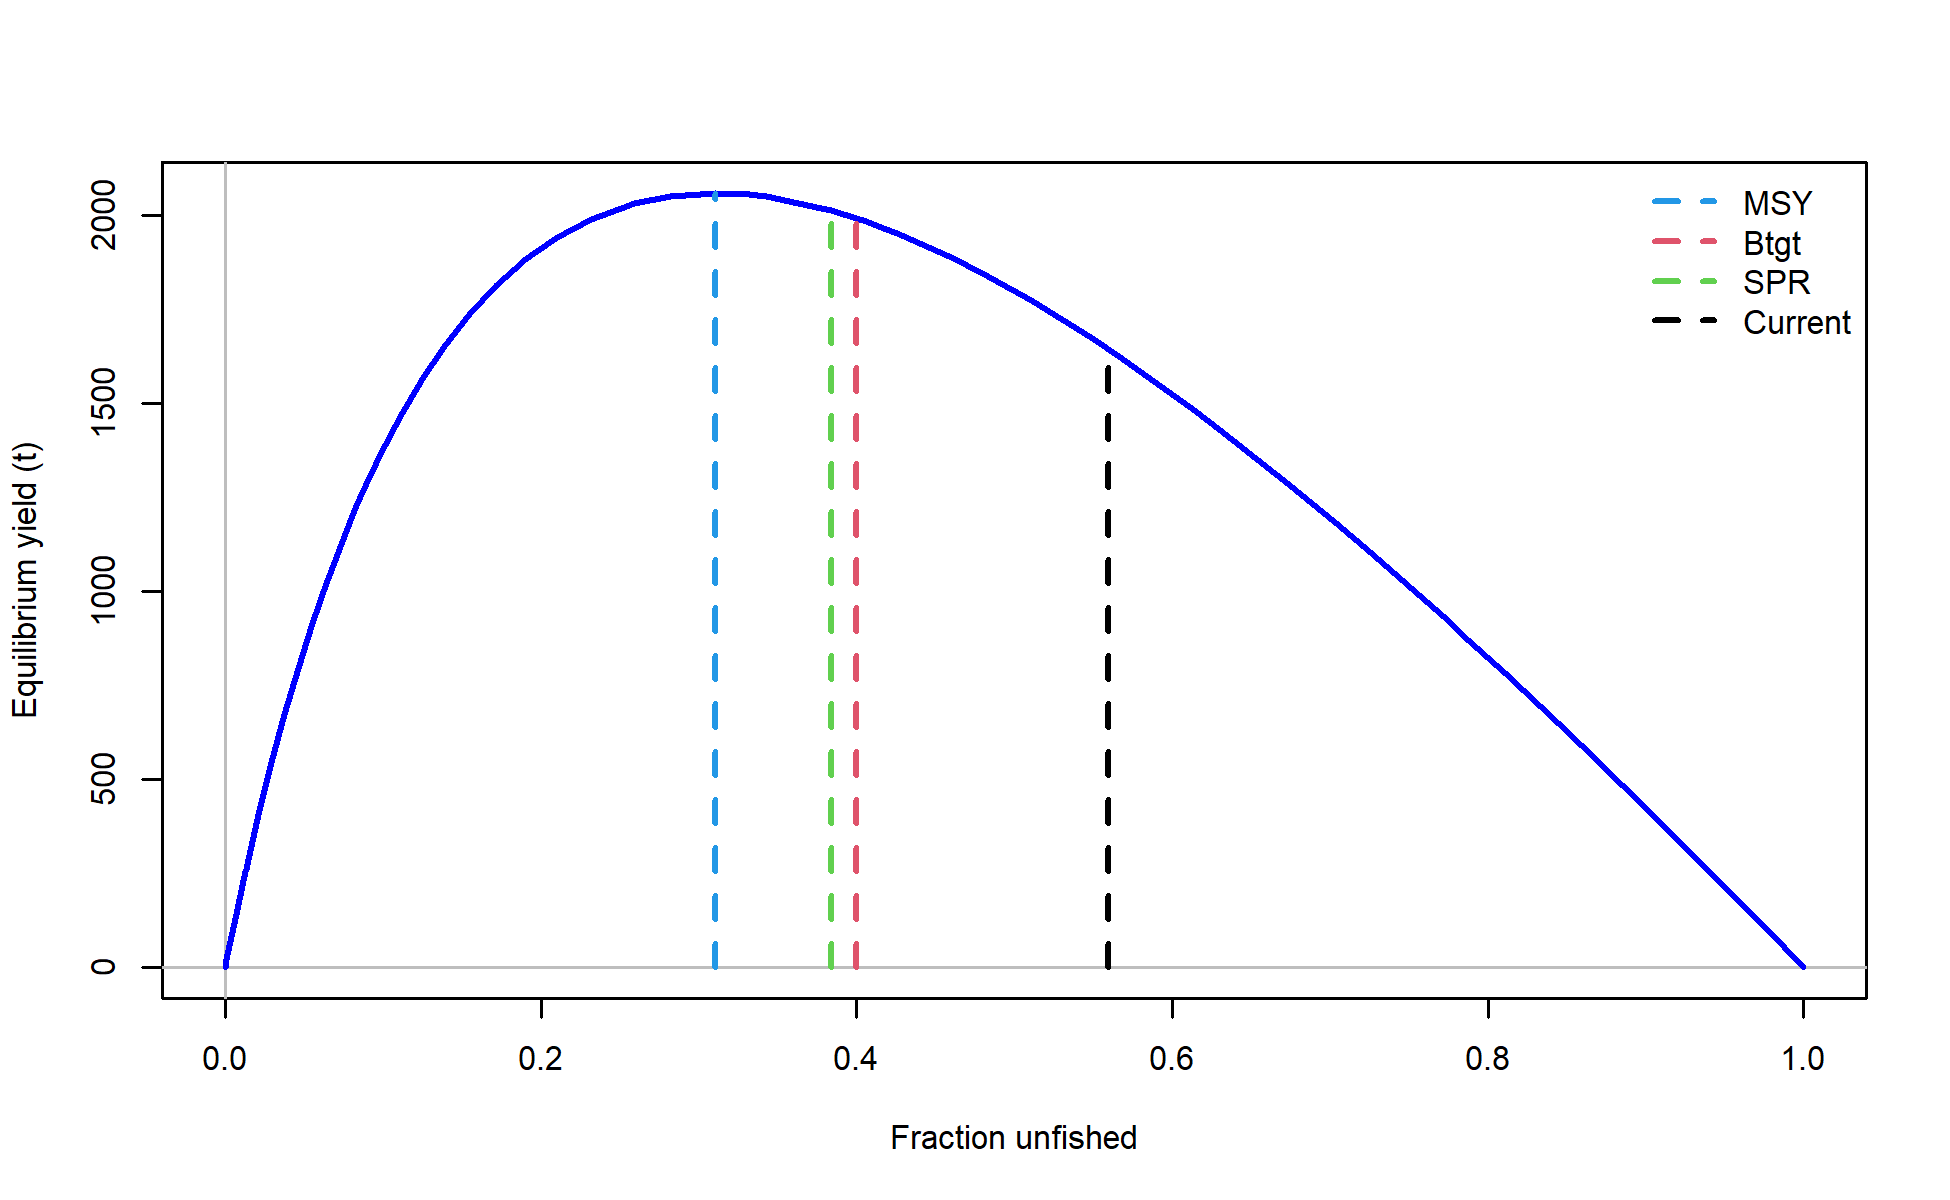 Equilibrium yield (t)
2000
1500
1000
500
0
MSY
Btgt
SPR
Current
0.0 0.2 0.4 0.6 0.8 1.0
Fraction unfished